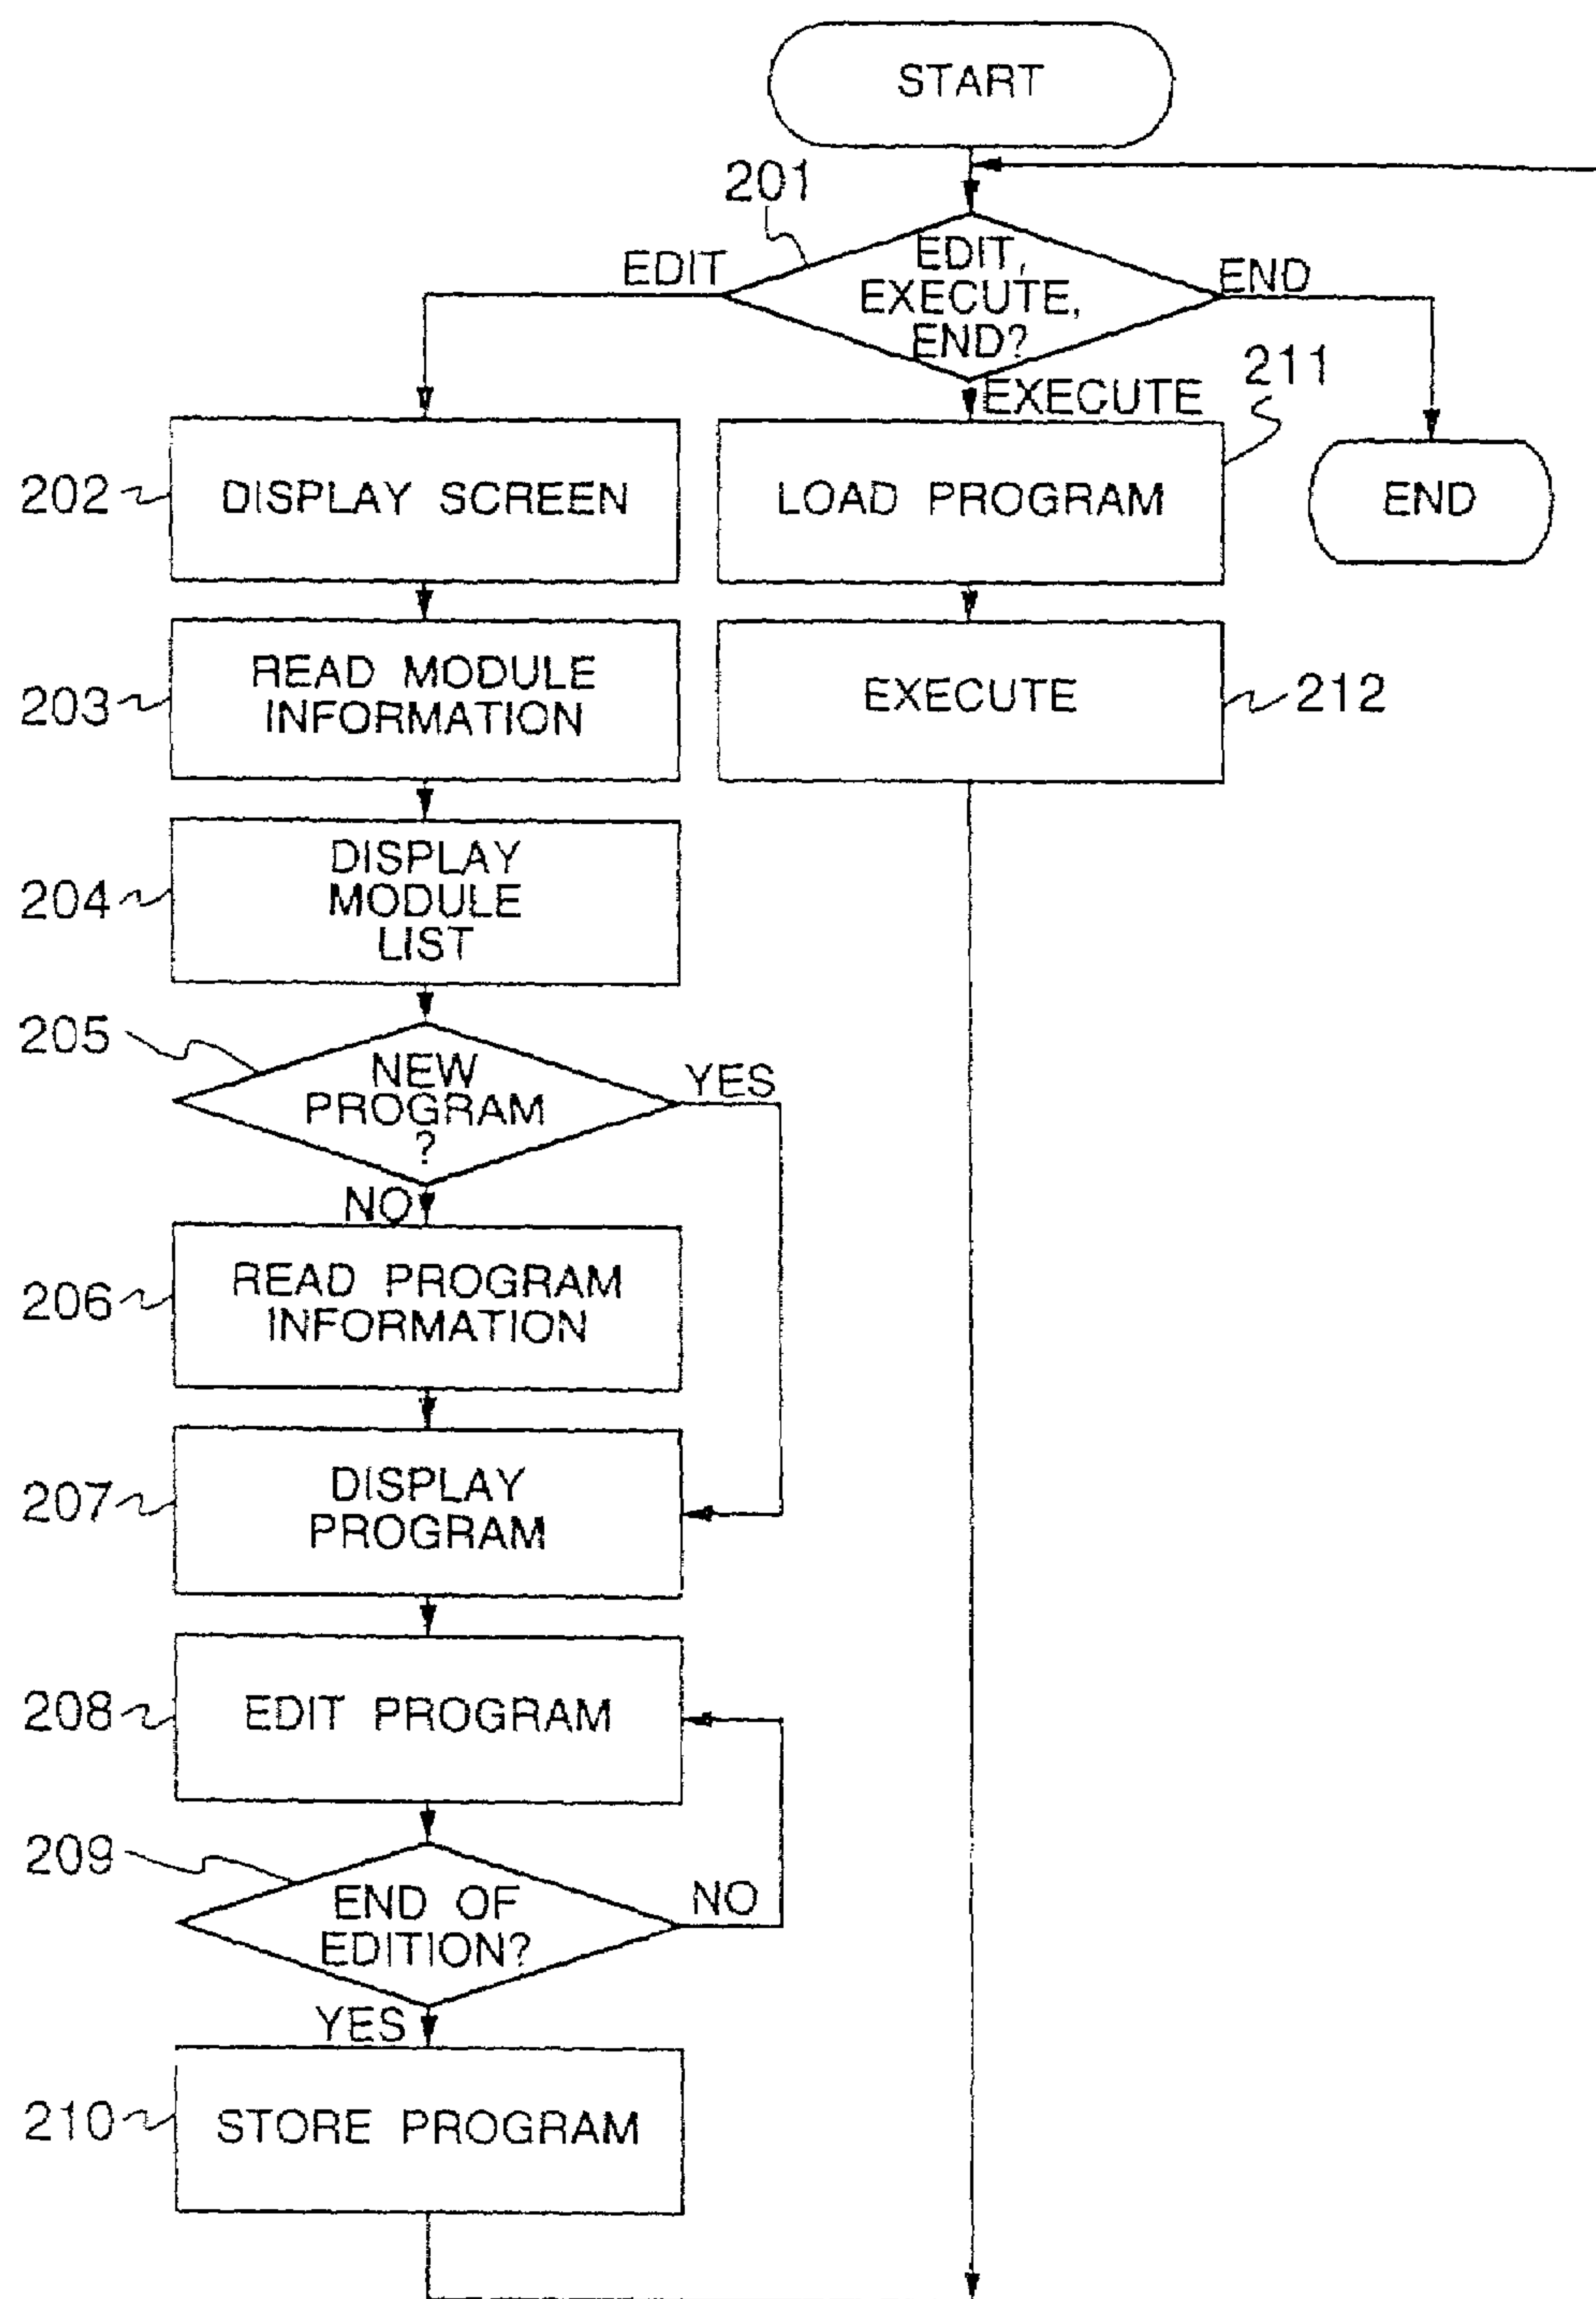 START
201
EDIT
EDIT,
EXECUTE,
END?
END
EXECUTE
211
202
DISPLAY SCREEN
LOAD PROGRAM
END
203
READ MODULE
INFORMATION
EXECUTE
212
204
DISPLAY
MODULE
LIST
205
NEW
PROGRAM
?
YES
NO
206
READ PROGRAM
INFORMATION
207
DISPLAY
PROGRAM
208
EDIT PROGRAM
209
END OF
EDITION?
NO
YES
210
STORE PROGRAM